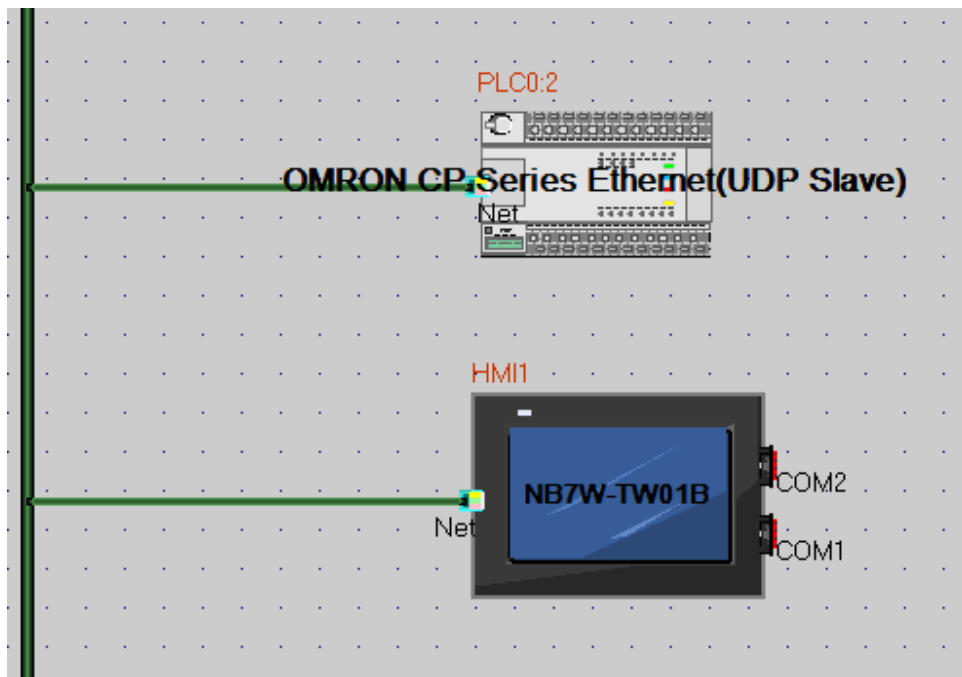 PLC0:2
OMRON CP Series Ethernet(UDP Slave)
Net
HMI1
NB7W-TW01B
COM2
Net
COM1